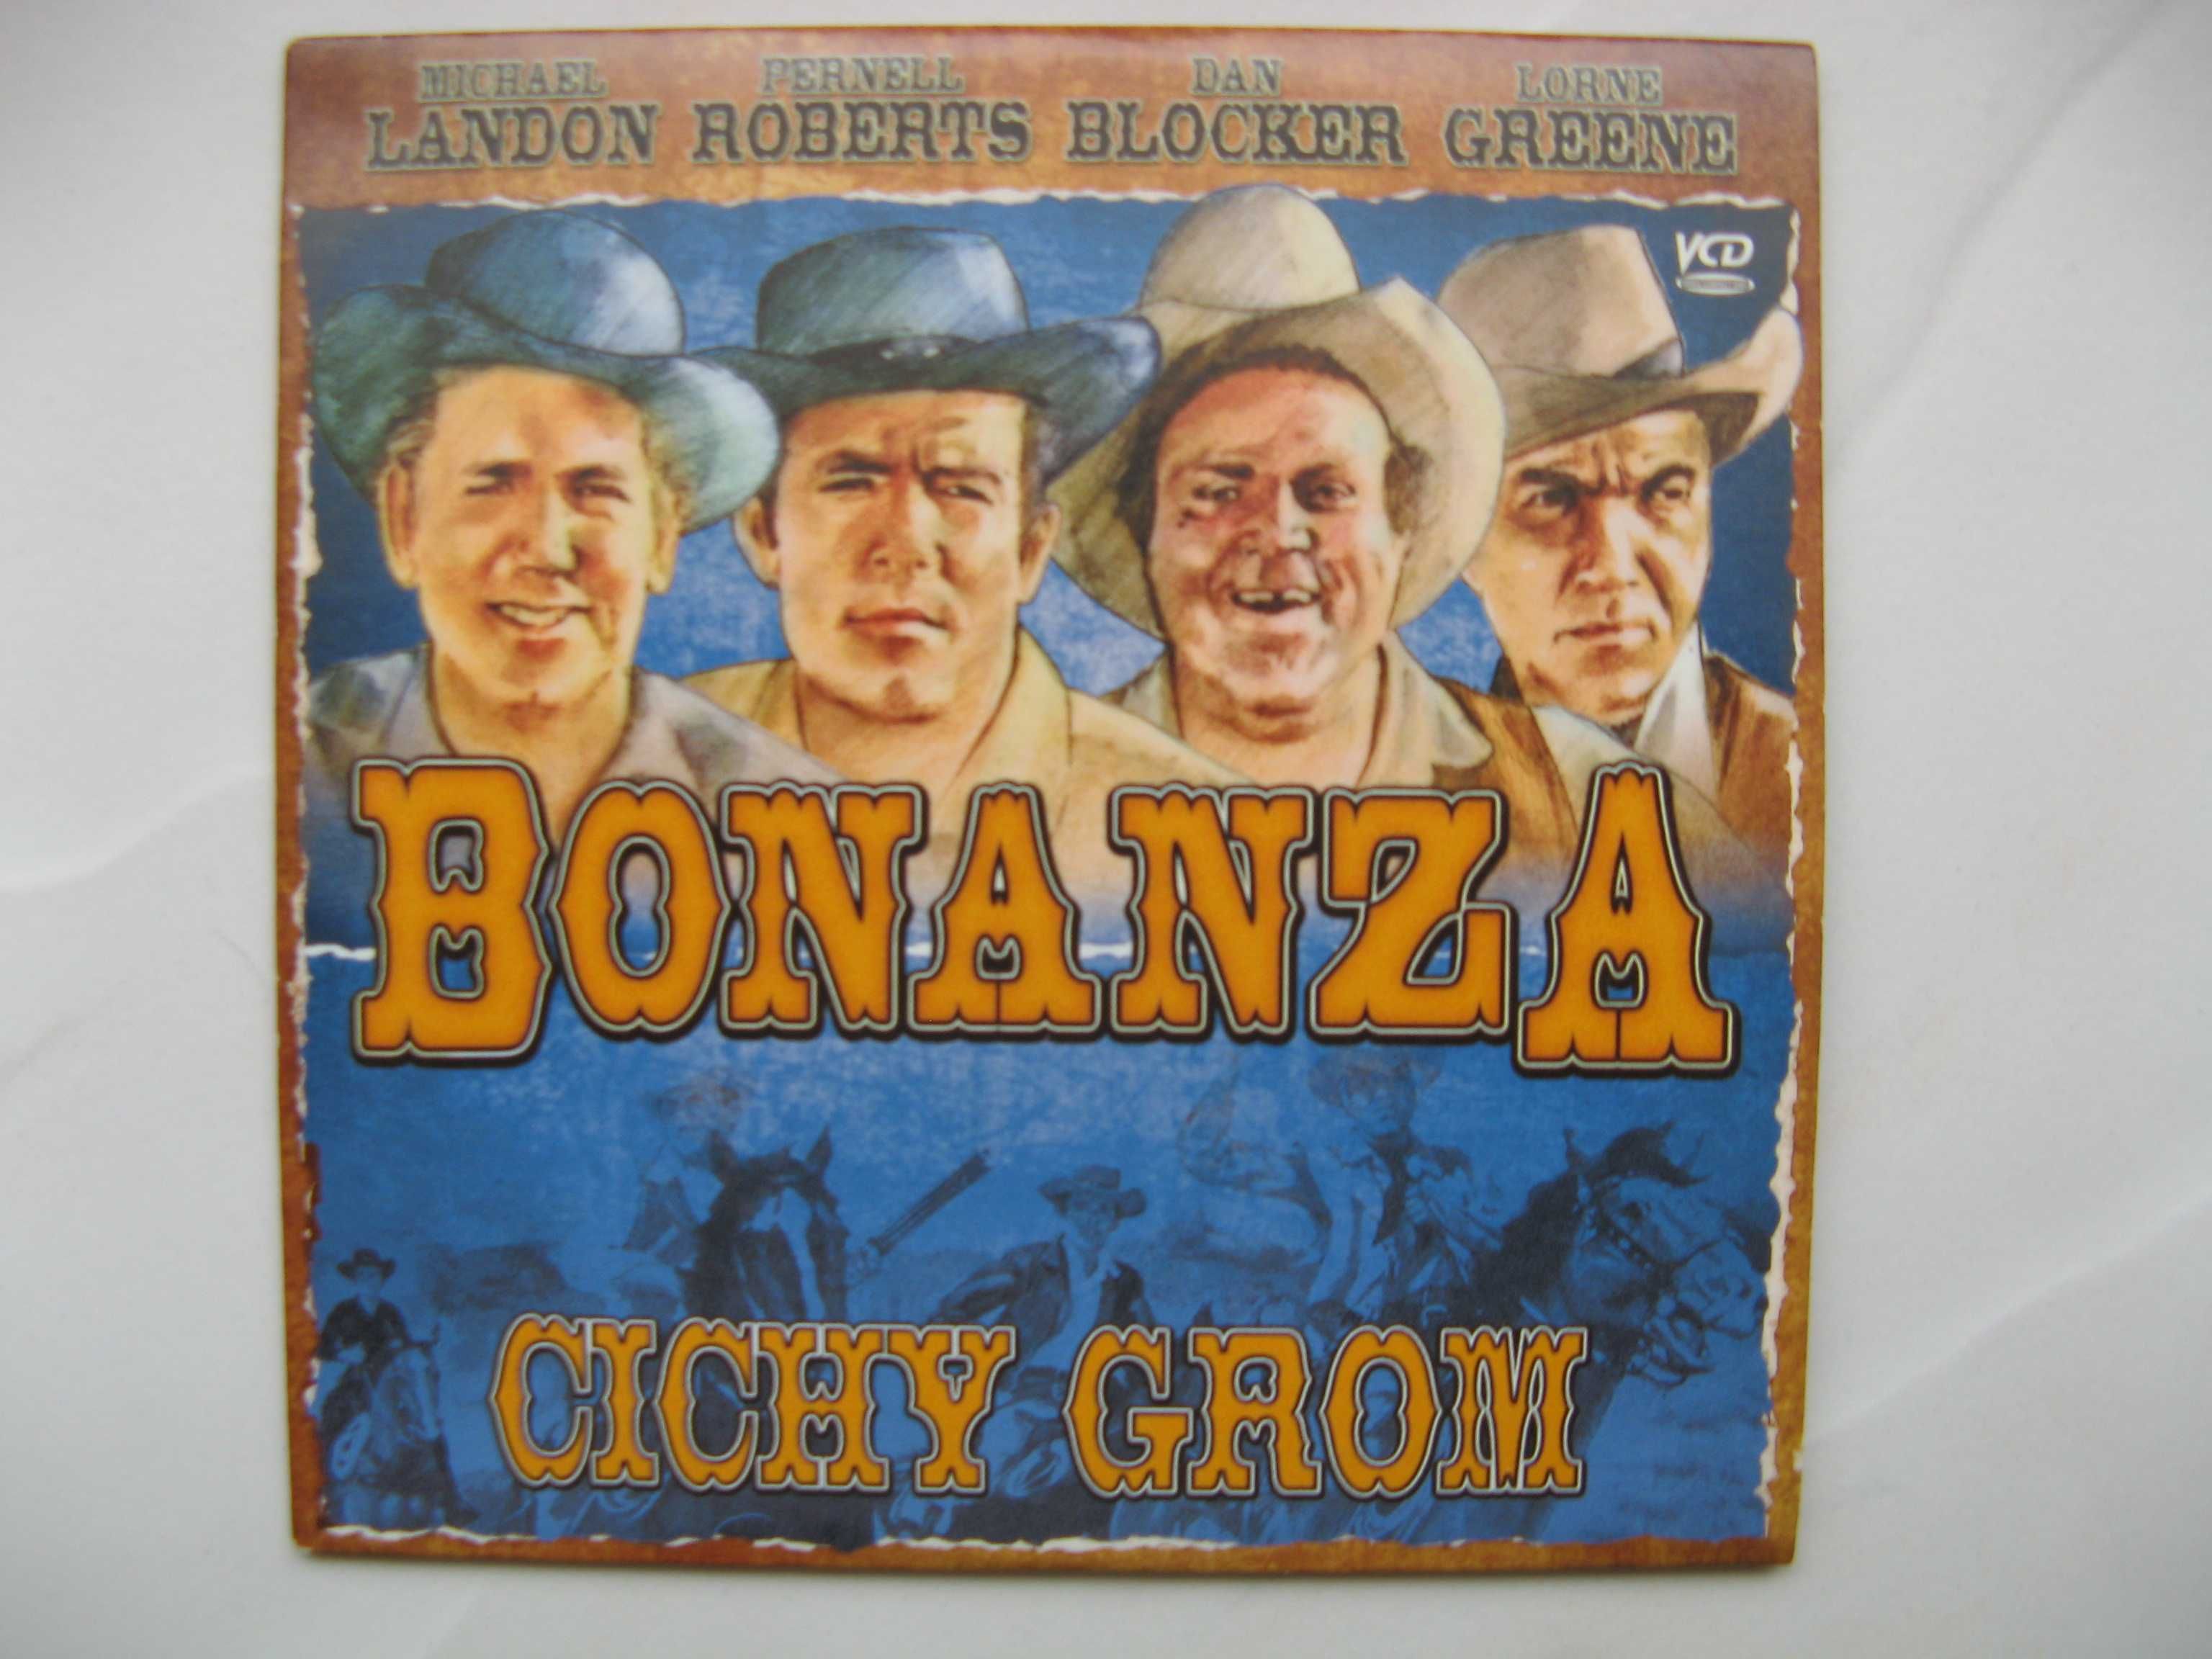 MICHAEL PERNELL DAN LORNE
LANDON ROBERTS BLOCKER GREENE
VCD
BONANZA
CICHY GROM